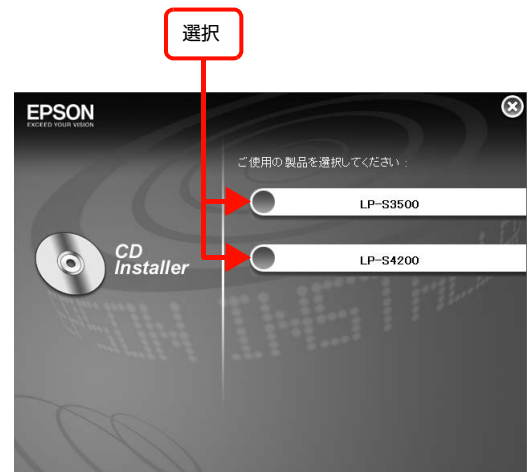 選択
EPSON
EXCEED YOUR VISION
ご使用の製品を選択してください：
LP-S3500
LP-S4200
CD
Installer